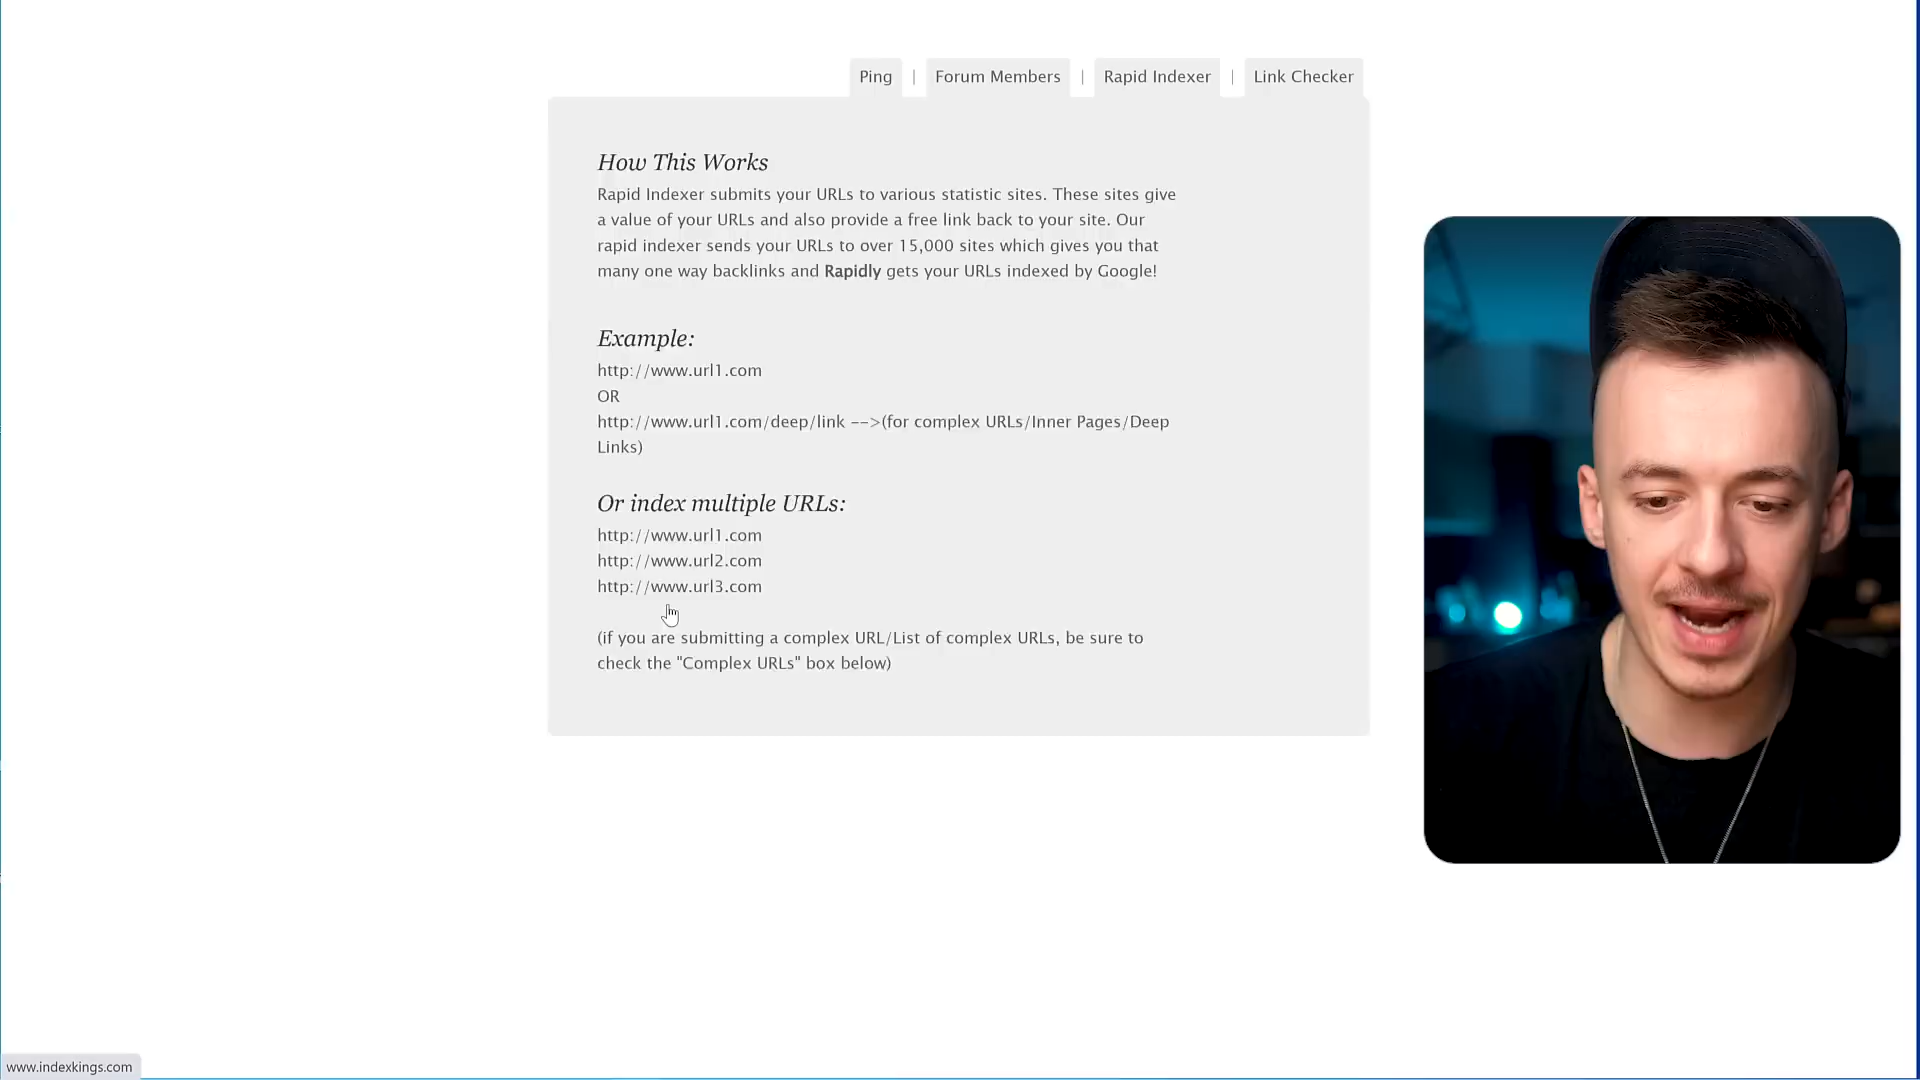 Ping | Forum Members | Rapid Indexer | Link Checker
How This Works
Rapid Indexer submits your URLs to various statistic sites. These sites give
a value of your URLs and also provide a free link back to your site. Our
rapid indexer sends your URLs to over 15,000 sites which gives you that
many one way backlinks and Rapidly gets your URLs indexed by Google!
Example:
http://www.url1.com
OR
http://www.url1.com/deep/link -->(for complex URLs/Inner Pages/Deep
Links)
Or index multiple URLs:
http://www.url1.com
http://www.url2.com
http://www.url3.com
(if you are submitting a complex URL/List of complex URLs, be sure to
check the "Complex URLs" box below)
www.indexkings.com